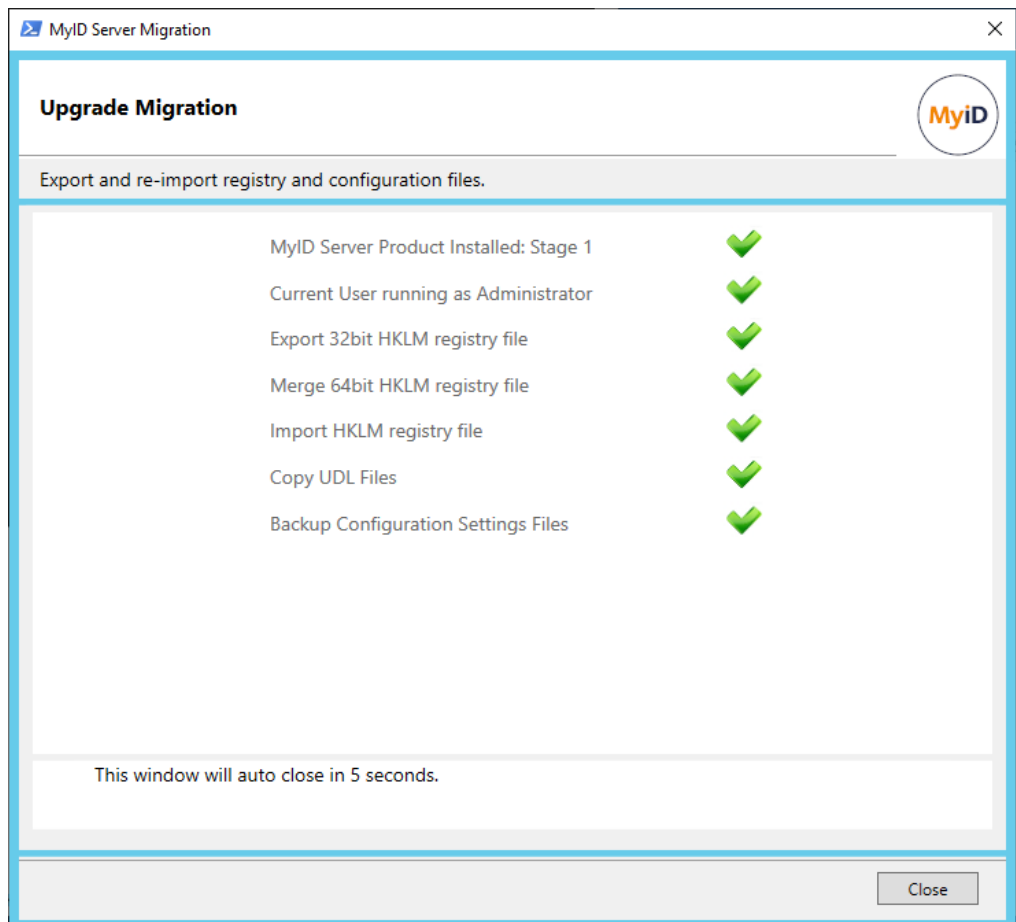 MyID Server Migration
Upgrade Migration
MyiD
Export and re-import registry and configuration files.
MyID Server Product Installed: Stage 1
Current User running as Administrator
Export 32bit HKLM registry file
Merge 64bit HKLM registry file
Import HKLM registry file
Copy UDL Files
Backup Configuration Settings Files
This window will auto close in 5 seconds.
Close